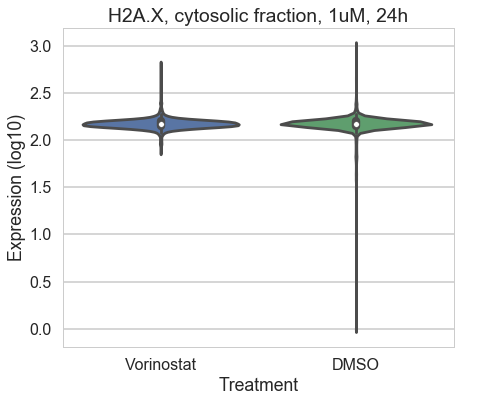 H2A.X, cytosolic fraction, 1uM, 24h
3.0
2.5
2.0
1.5
1.0
0.5
0.0
Expression (log10)
Vorinostat
DMSO
Treatment